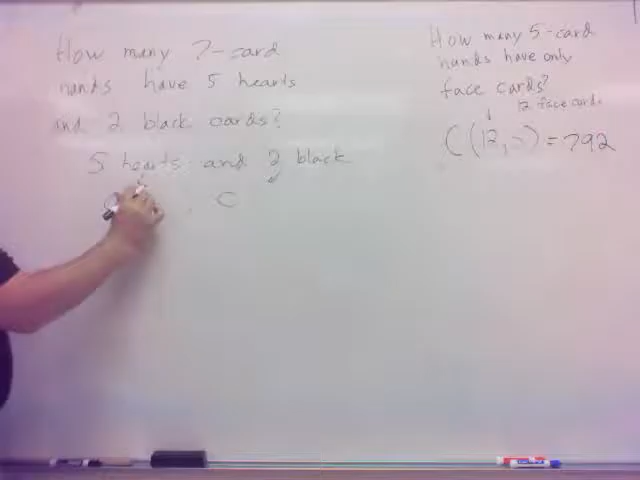 How many 7-card
hands have 5 hearts
and 2 black cards?
5 hearts and 2 black
C
How many 5-card
hands have only
face cards?
12 face cards
C(12,5)=792